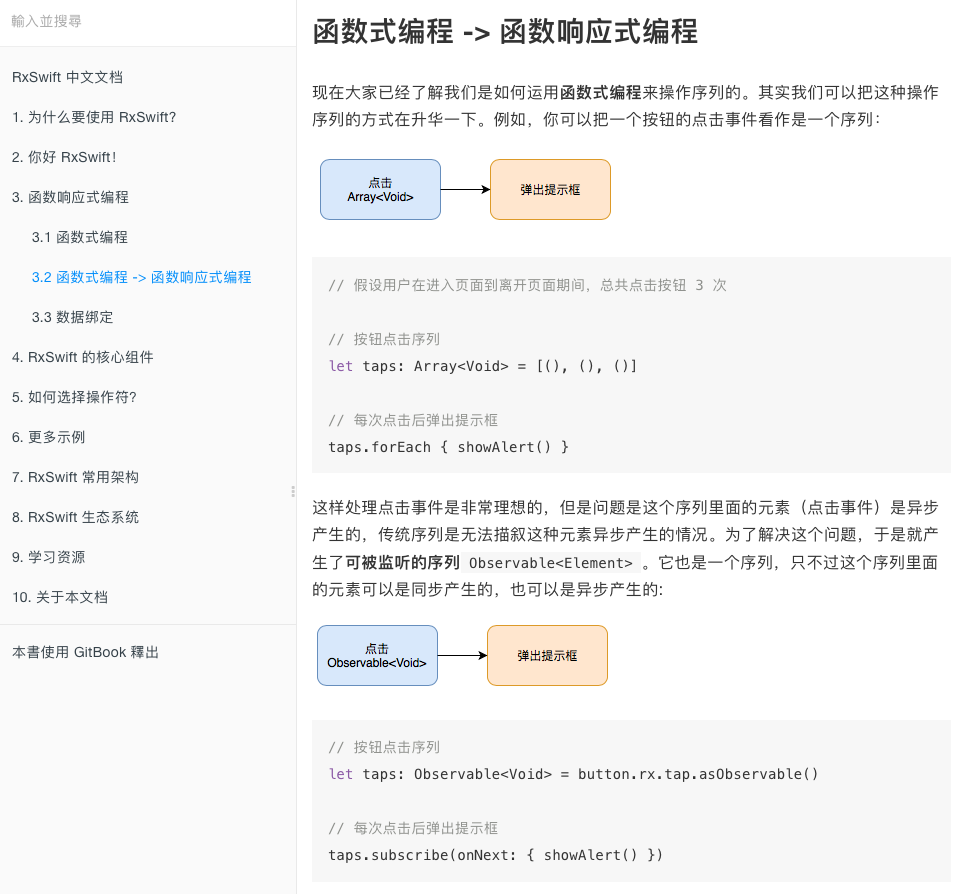 輸入並搜尋
RxSwift 中文文档
1. 为什么要使用 RxSwift?
2. 你好 RxSwift!
3. 函数响应式编程
3.1 函数式编程
3.2 函数式编程 -> 函数响应式编程
3.3 数据绑定
4. RxSwift 的核心组件
5. 如何选择操作符?
6. 更多示例
7. RxSwift 常用架构
8. RxSwift 生态系统
9. 学习资源
10. 关于本文档
本書使用 GitBook 釋出
函数式编程 -> 函数响应式编程
现在大家已经了解我们是如何运用函数式编程来操作序列的。其实我们可以把这种操作
序列的方式在升华一下。例如，你可以把一个按钮的点击事件看作是一个序列：
点击
Array<Void>
弹出提示框
// 假设用户在进入页面到离开页面期间，总共点击按钮 3 次
// 按钮点击序列
let taps: Array<Void> = [(), (), ()]
// 每次点击后弹出提示框
taps.forEach { showAlert() }
这样处理点击事件是非常理想的，但是问题是这个序列里面的元素（点击事件）是异步
产生的，传统序列是无法描叙这种元素异步产生的情况。为了解决这个问题，于是就产
生了可被监听的序列 Observable<Element> 。它也是一个序列，只不过这个序列里面
的元素可以是同步产生的，也可以是异步产生的:
点击
Observable<Void>
弹出提示框
// 按钮点击序列
let taps: Observable<Void> = button.rx.tap.asObservable()
// 每次点击后弹出提示框
taps.subscribe(onNext: { showAlert() })